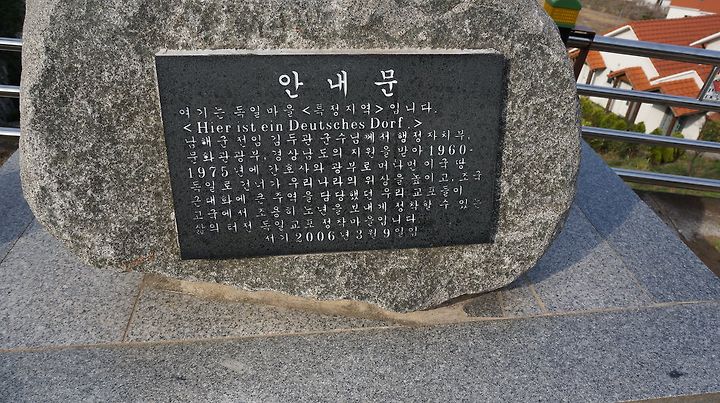 안내문
여기는 독일마을 <특정지역> 입니다.
< Hier ist ein Deutsches Dorf. >
남해군 전임 김두관 군수님께서 행정자치부,
문화관광부, 경상남도의 지원을 받아 1960-
1975년에 간호사와 광부로 머나먼 이국 땅
독일로 건너가 우리나라의 위상을 높이고, 조국
근대화에 큰 주역을 담당했던 우리 교포들이
고국에서 조용히 노년을 보내게 정착할 수 있는
삶의 터전 독일교포 정착마을입니다
서기 2006년 3월 9일 입